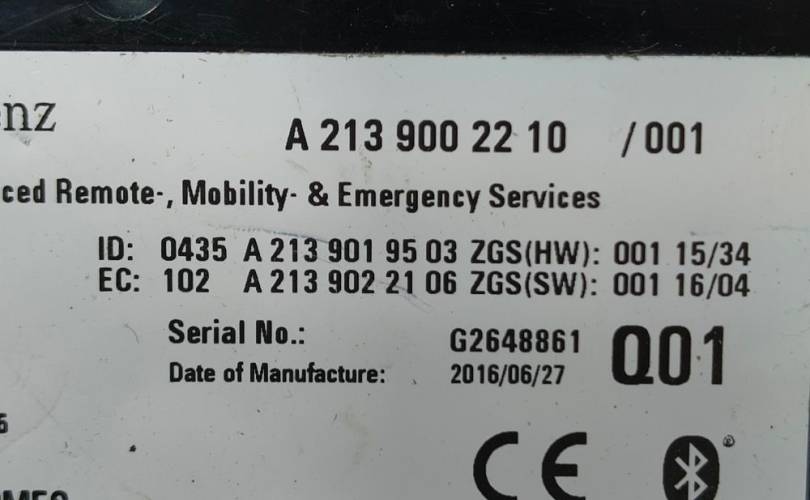 nz
A 213 900 22 10 /001
ced Remote-, Mobility- & Emergency Services
ID: 0435 A 213 901 95 03 ZGS(HW): 001 15/34
EC: 102 A 213 902 21 06 ZGS(SW): 001 16/04
Serial No.: G2648861 Q01
Date of Manufacture: 2016/06/27
CE